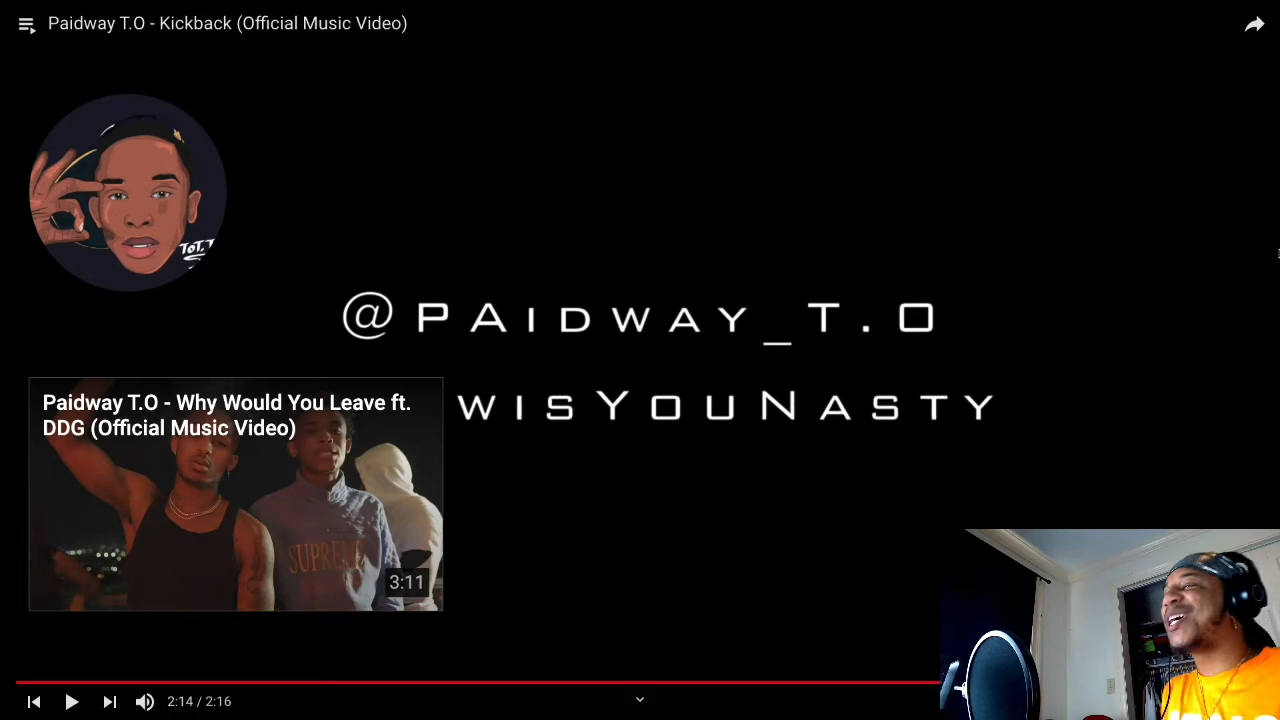 Paidway T.O - Kickback (Official Music Video)
@PAIDWAY_T.O
WISYOUNASTY
Paidway T.O - Why Would You Leave ft.
DDG (Official Music Video)
SUPREME
3:11
2:14 / 2:16